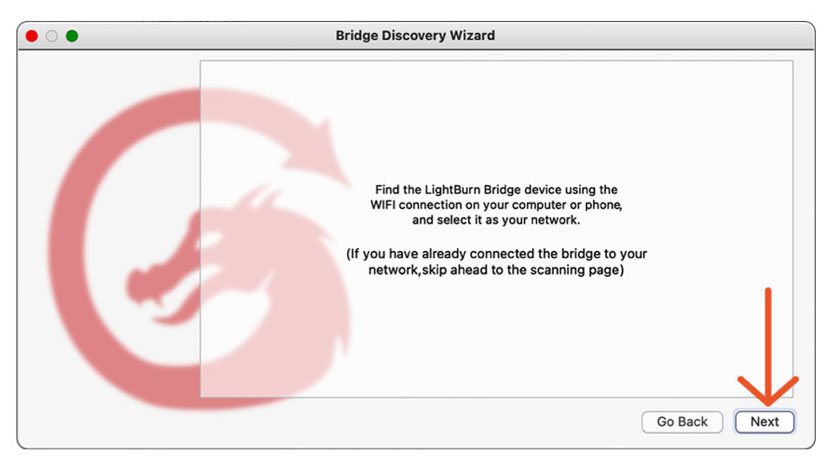 Bridge Discovery Wizard
Find the LightBurn Bridge device using the
WIFI connection on your computer or phone,
and select it as your network.
(If you have already connected the bridge to your
network,skip ahead to the scanning page)
Go Back
Next